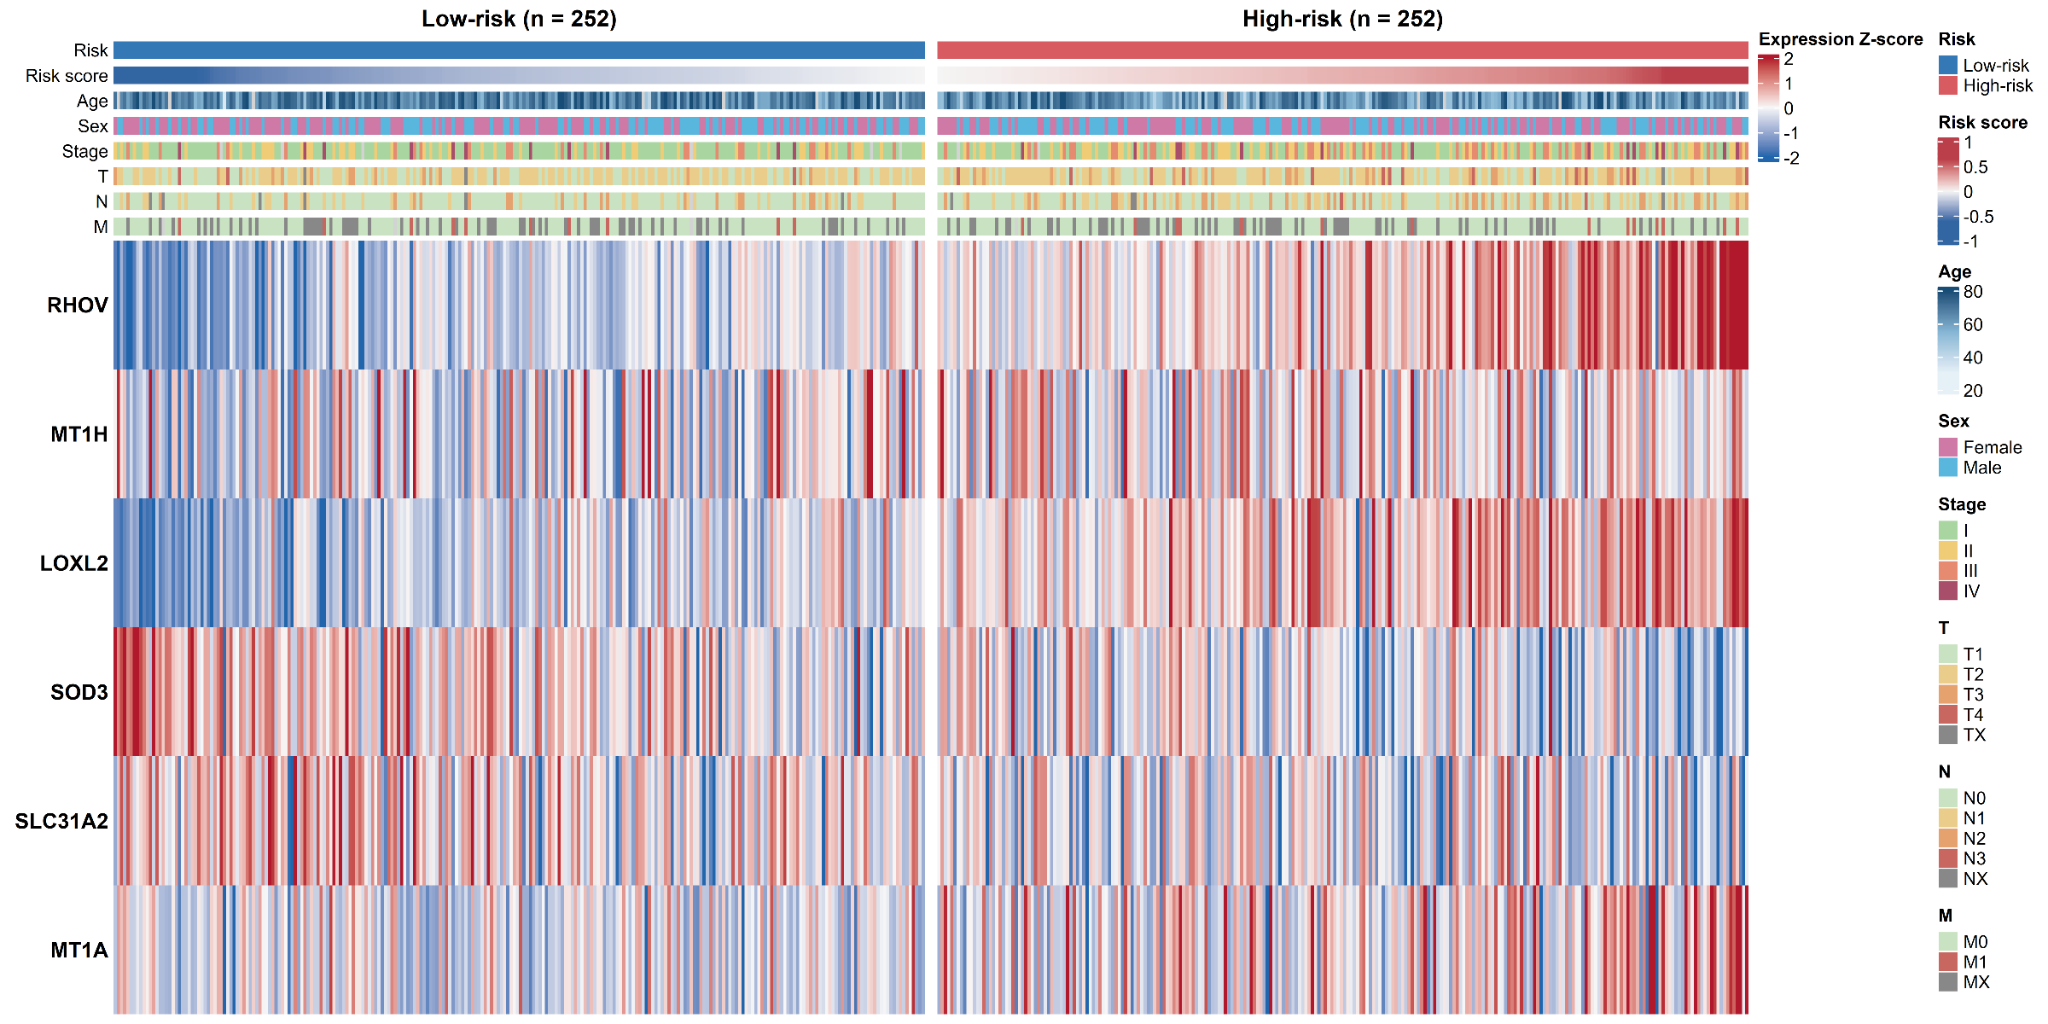 Low-risk (n = 252)
High-risk (n = 252)
Risk
Risk score
Age
Sex
Stage
T
N
M
RHOV
MT1H
LOXL2
SOD3
SLC31A2
MT1A
Expression Z-score
2
1
0
-1
-2
Risk
Low-risk
High-risk
Risk score
1
0.5
0
-0.5
-1
Age
80
60
40
20
Sex
Female
Male
Stage
I
II
III
IV
T
T1
T2
T3
T4
TX
N
N0
N1
N2
N3
NX
M
M0
M1
MX